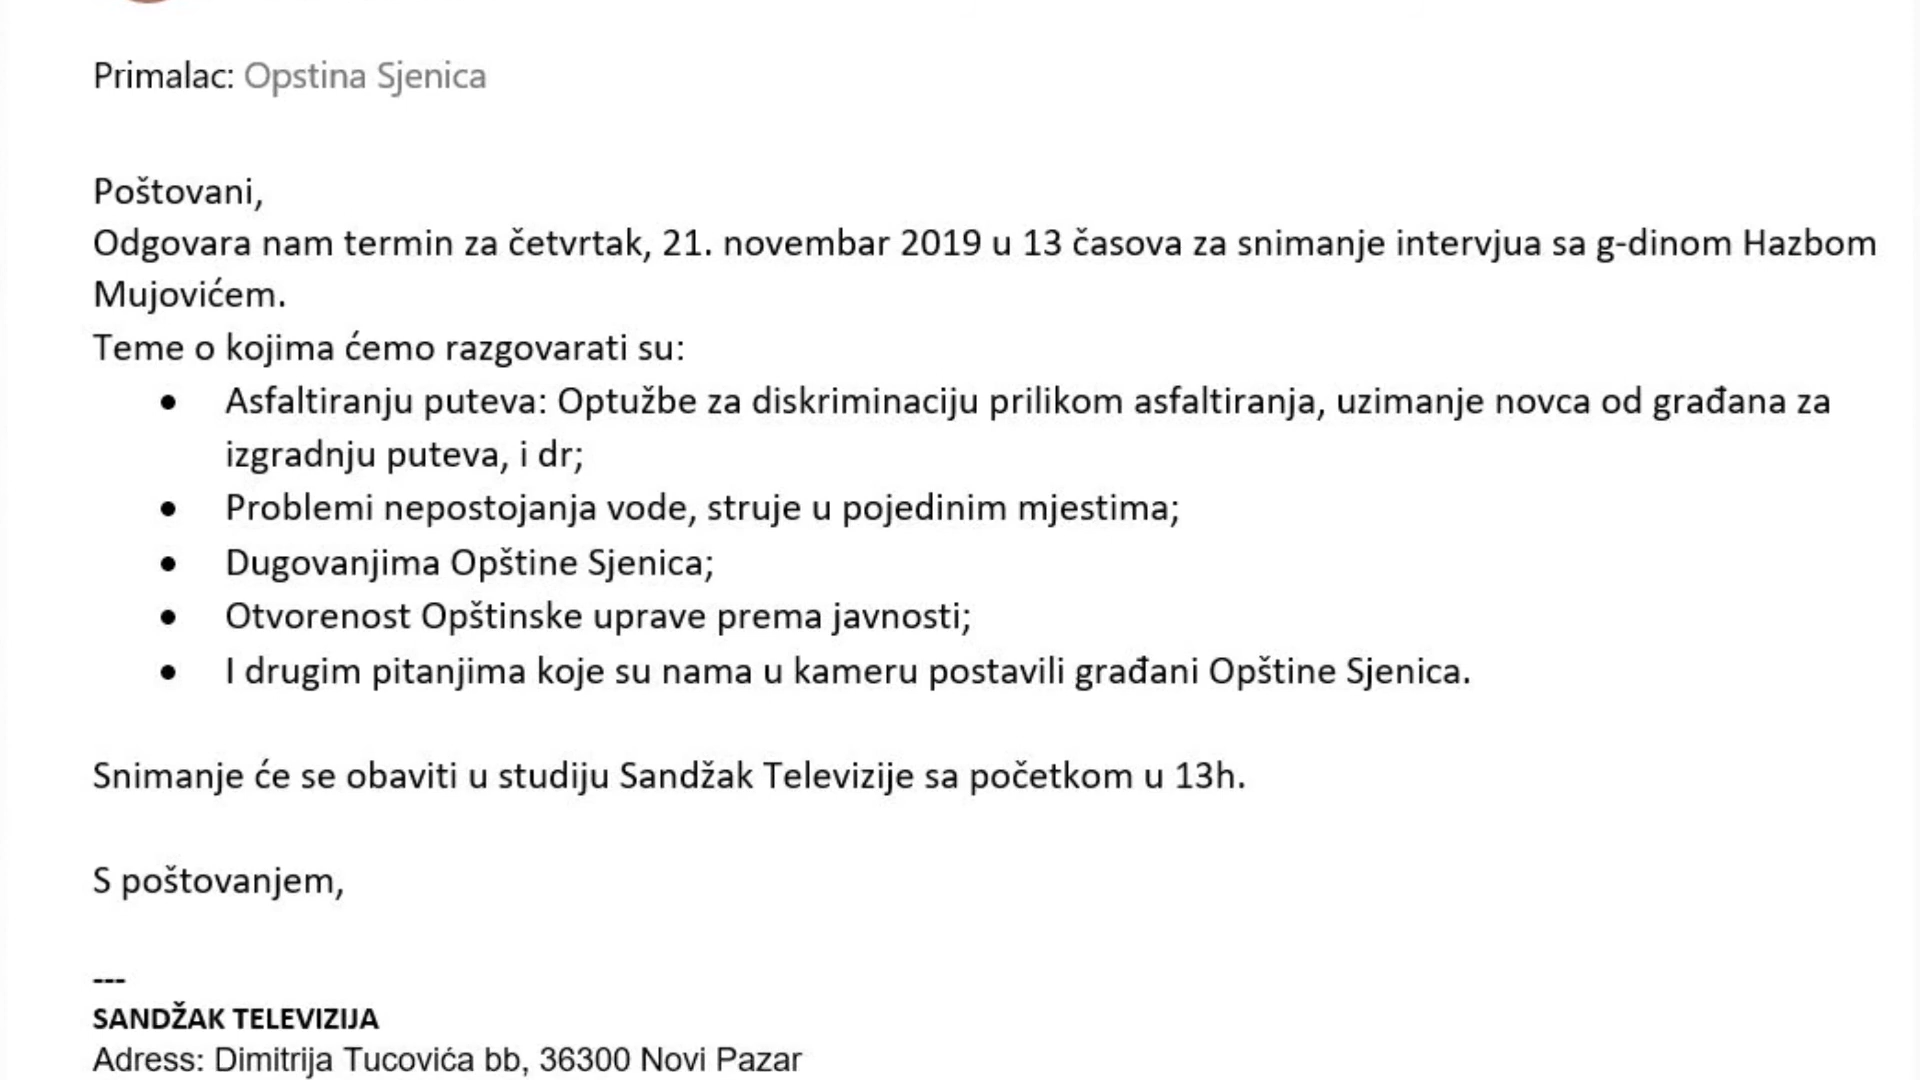 Primalac: Opstina Sjenica
Poštovani,
Odgovara nam termin za četvrtak, 21. novembar 2019 u 13 časova za snimanje intervjua sa g-dinom Hazbom
Mujovićem.
Teme o kojima ćemo razgovarati su:
• Asfaltiranju puteva: Optužbe za diskriminaciju prilikom asfaltiranja, uzimanje novca od građana za
izgradnju puteva, i dr;
• Problemi nepostojanja vode, struje u pojedinim mjestima;
• Dugovanjima Opštine Sjenica;
• Otvorenost Opštinske uprave prema javnosti;
• I drugim pitanjima koje su nama u kameru postavili građani Opštine Sjenica.
Snimanje će se obaviti u studiju Sandžak Televizije sa početkom u 13h.
S poštovanjem,
---
SANDŽAK TELEVIZIJA
Adress: Dimitrija Tucovića bb, 36300 Novi Pazar